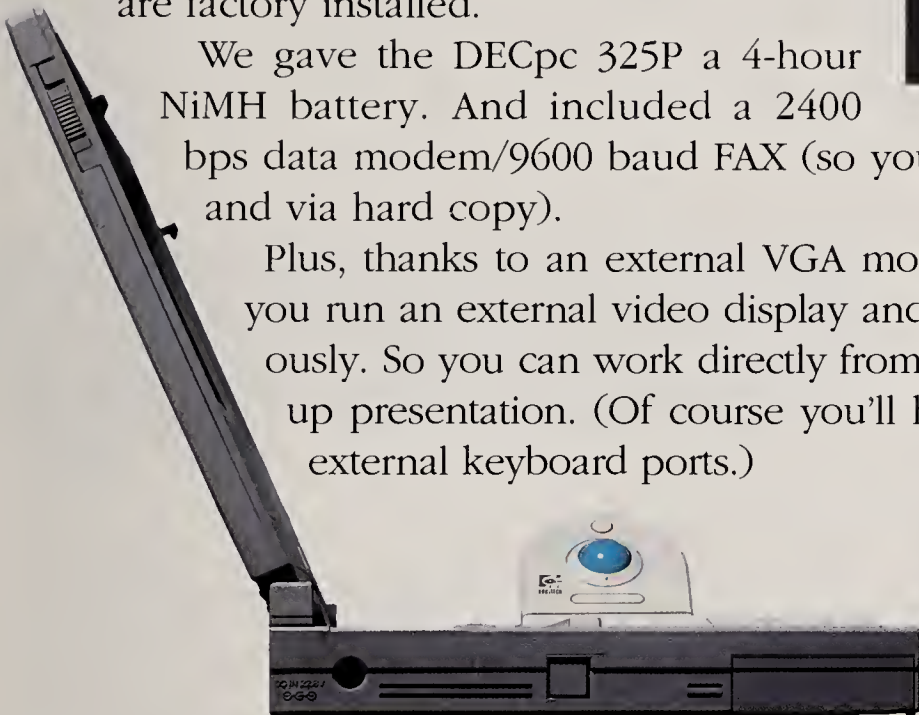 are factory installed.
We gave the DECpc 325P a 4-hour
NiMH battery. And included a 2400
bps data modem/9600 baud FAX (so you
and via hard copy).
Plus, thanks to an external VGA mo
you run an external video display and
ously. So you can work directly from
up presentation. (Of course you'll
external keyboard ports.)